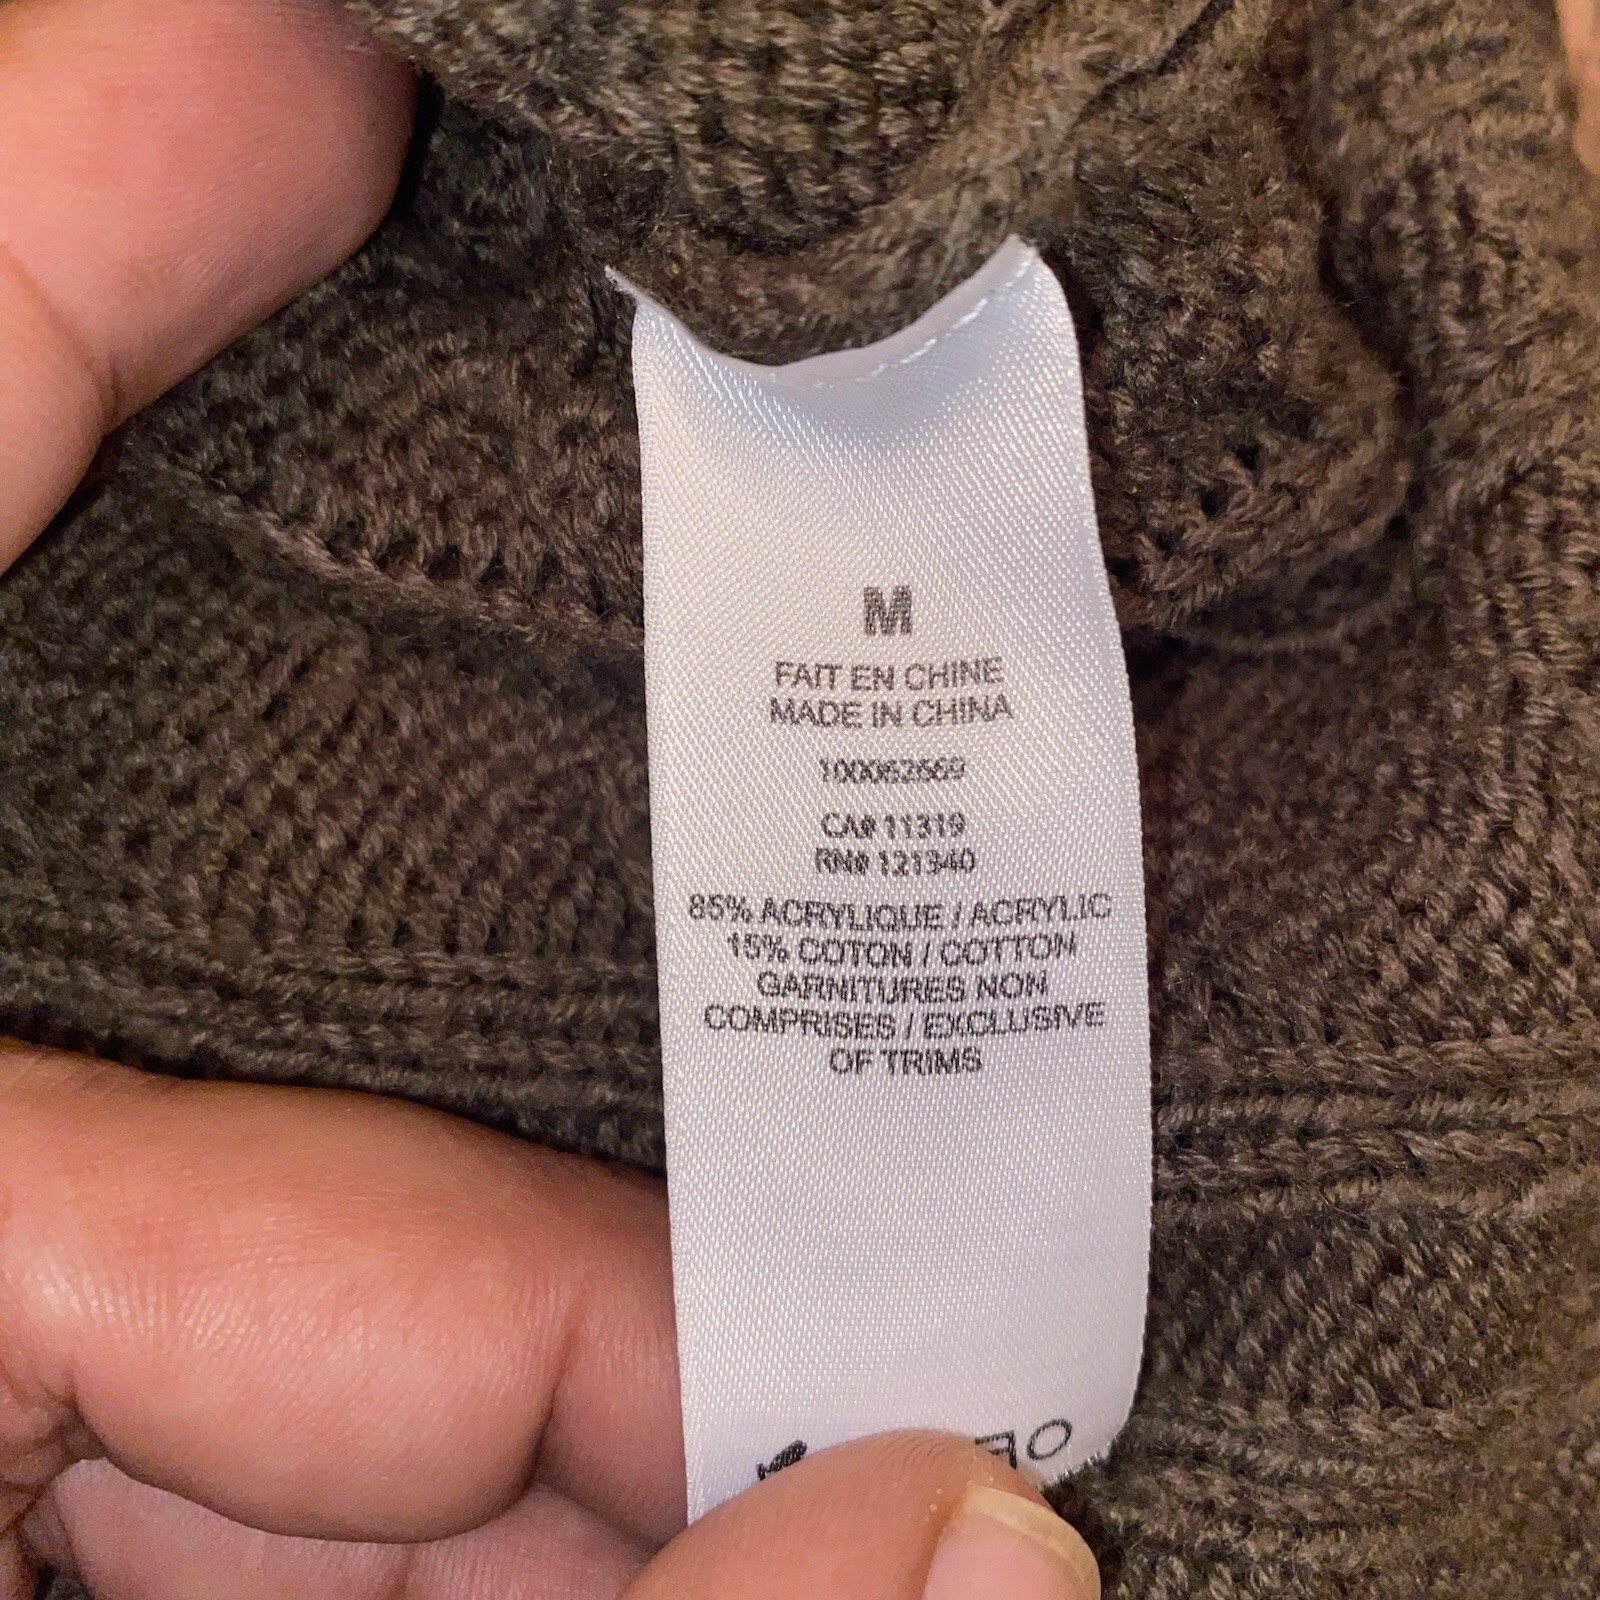 M
FAIT EN CHINE
MADE IN CHINA
100062669
CA# 11319
RN# 121340
85% ACRYLIQUE / ACRYLIC
15% COTON / COTTON
GARNITURES NON
COMPRISES / EXCLUSIVE
OF TRIMS